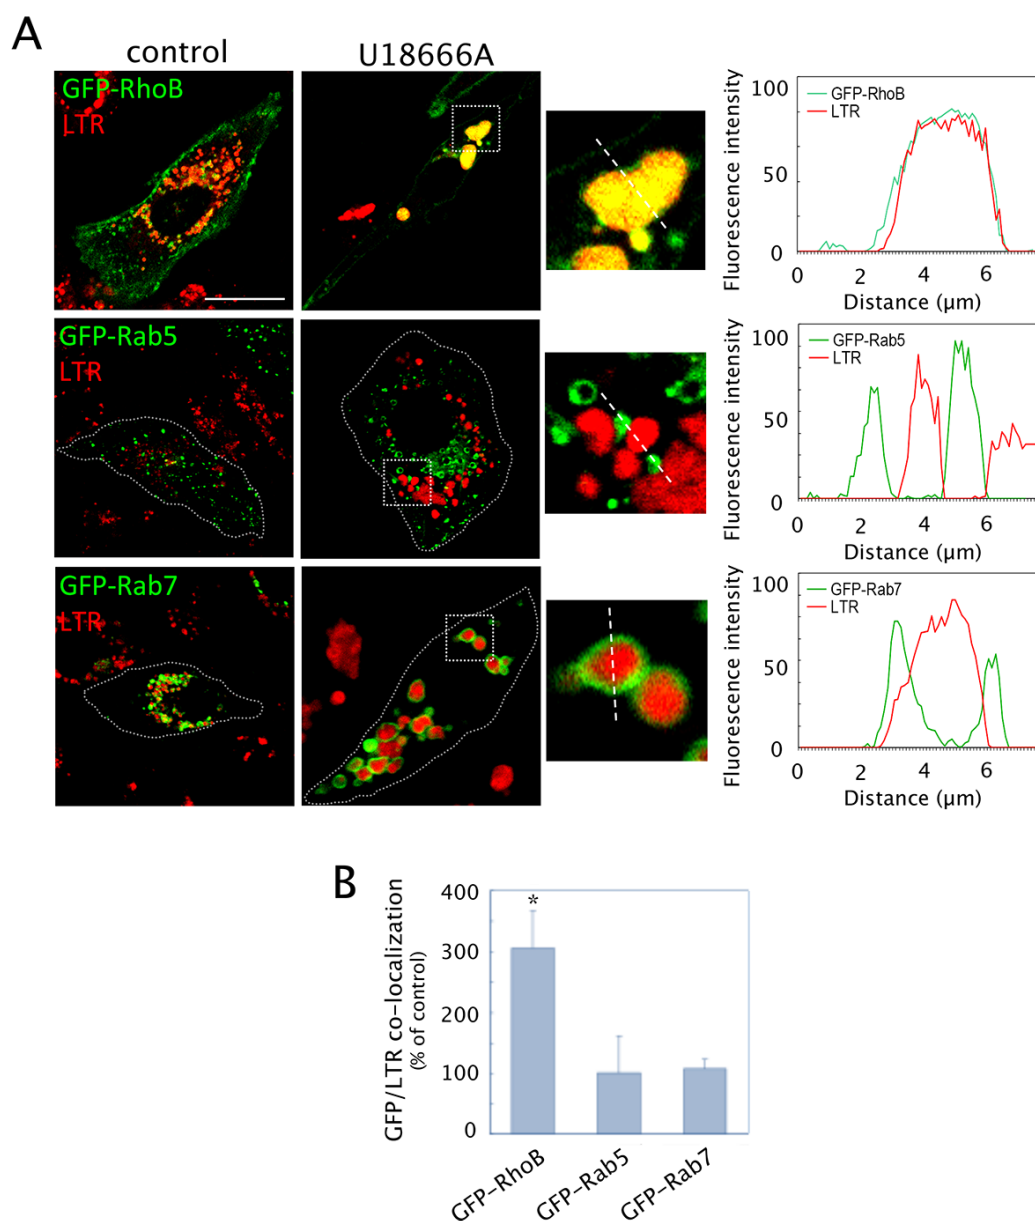 A
control
U18666A
GFP-RhoB
LTR
Fluorescence intensity
100
50
0
GFP-RhoB
LTR
0 2 4 6
Distance (µm)
GFP-Rab5
LTR
Fluorescence intensity
100
50
0
GFP-Rab5
LTR
0 2 4 6
Distance (µm)
GFP-Rab7
LTR
Fluorescence intensity
100
50
0
GFP-Rab7
LTR
0 2 4 6
Distance (µm)
B
GFP/LTR co-localization
(% of control)
400
300
200
100
0
*
GFP-RhoB
GFP-Rab5
GFP-Rab7